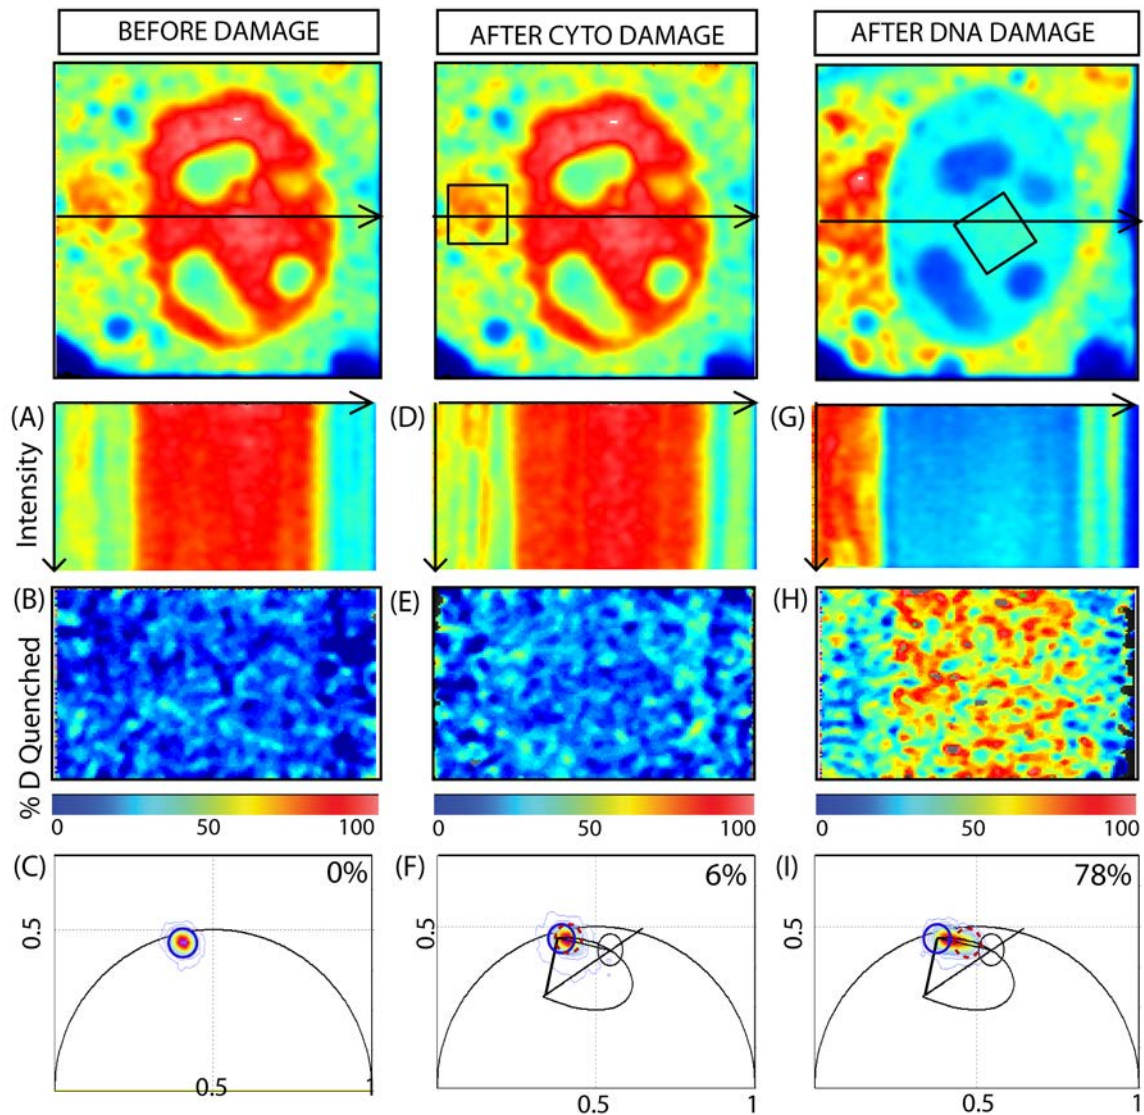 BEFORE DAMAGE
AFTER CYTO DAMAGE
AFTER DNA DAMAGE
(A)
(D)
(G)
Intensity
(B)
(E)
(H)
% D Quenched
0 50 100
0 50 100
0 50 100
(C)
0%
(F)
6%
(I)
78%
0.5
0.5
0.5
0.5
1
0.5
1
0.5
1